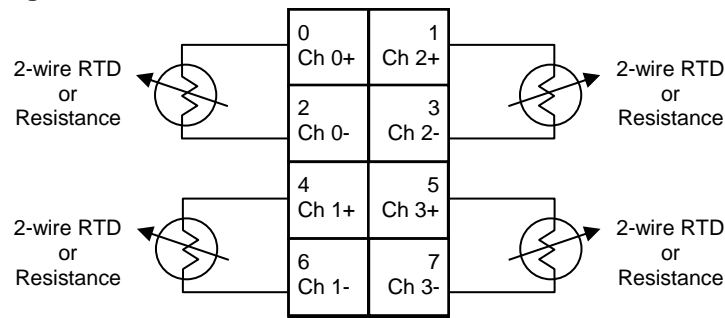 0
Ch 0+
1
Ch 2+
2-wire RTD
or
Resistance
2-wire RTD
or
Resistance
2
Ch 0-
3
Ch 2-
4
Ch 1+
5
Ch 3+
2-wire RTD
or
Resistance
2-wire RTD
or
Resistance
6
Ch 1-
7
Ch 3-